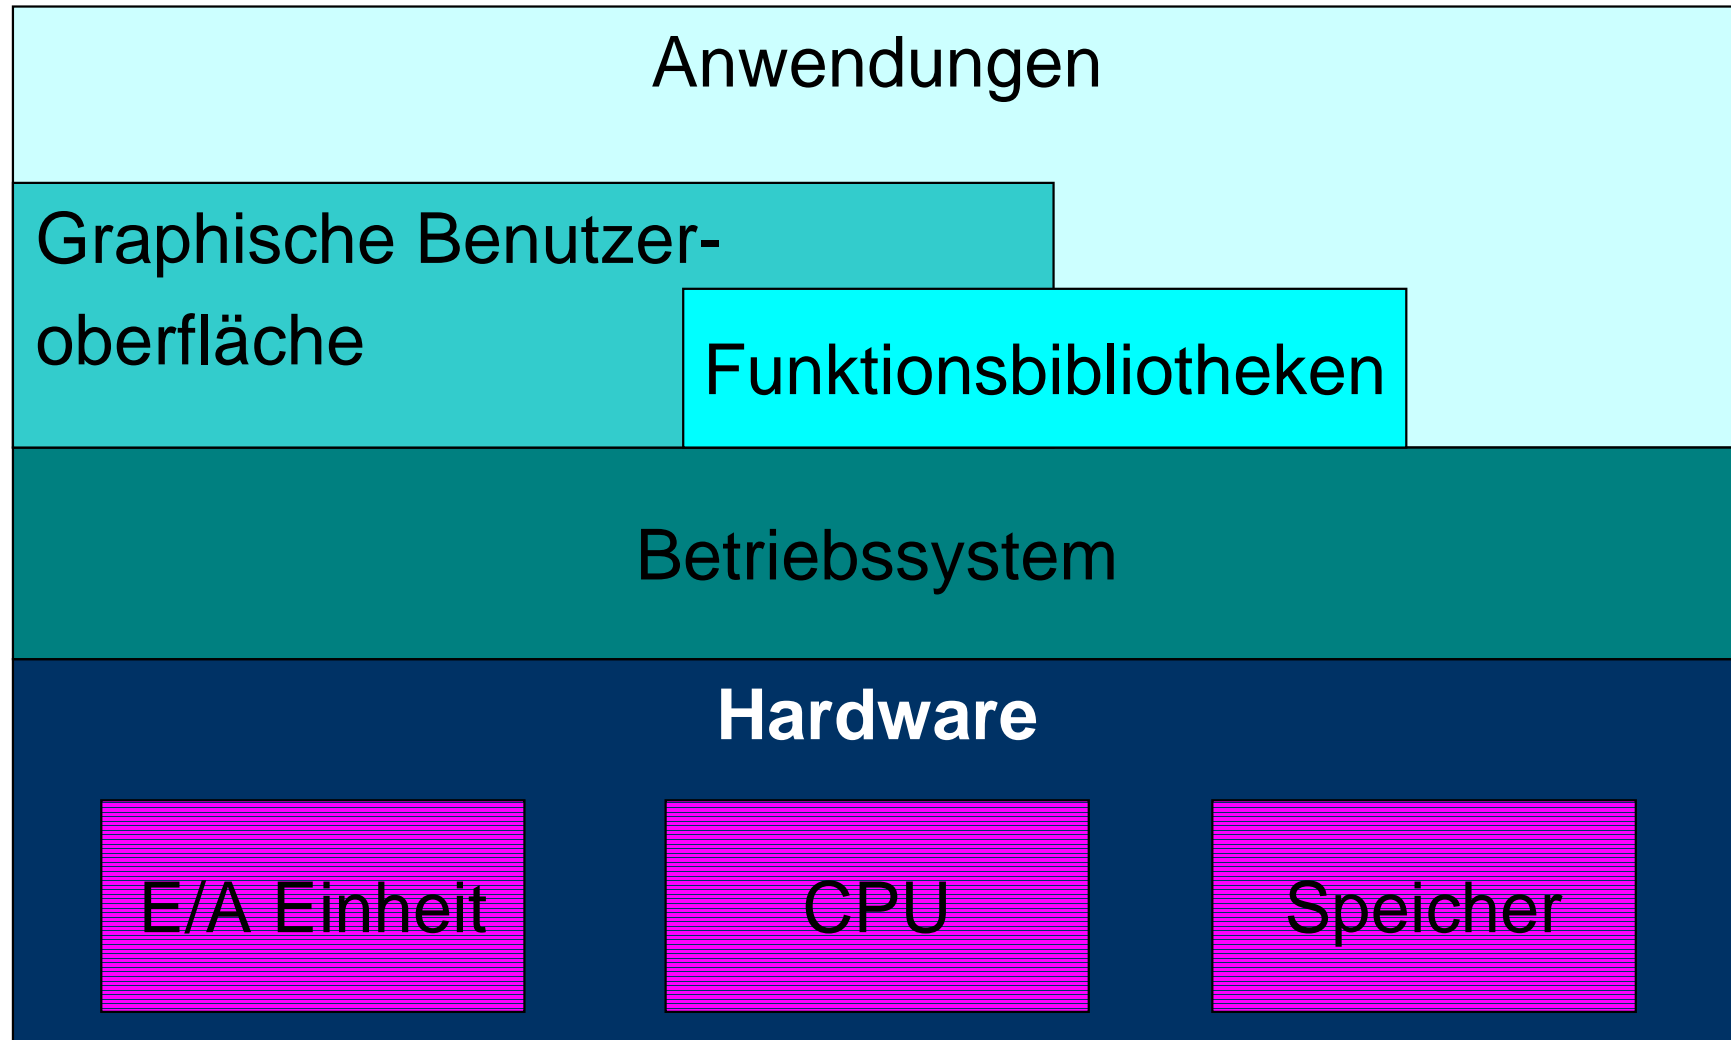 Anwendungen
Graphische Benutzer-
oberfläche
Funktionsbibliotheken
Betriebssystem
Hardware
E/A Einheit
CPU
Speicher